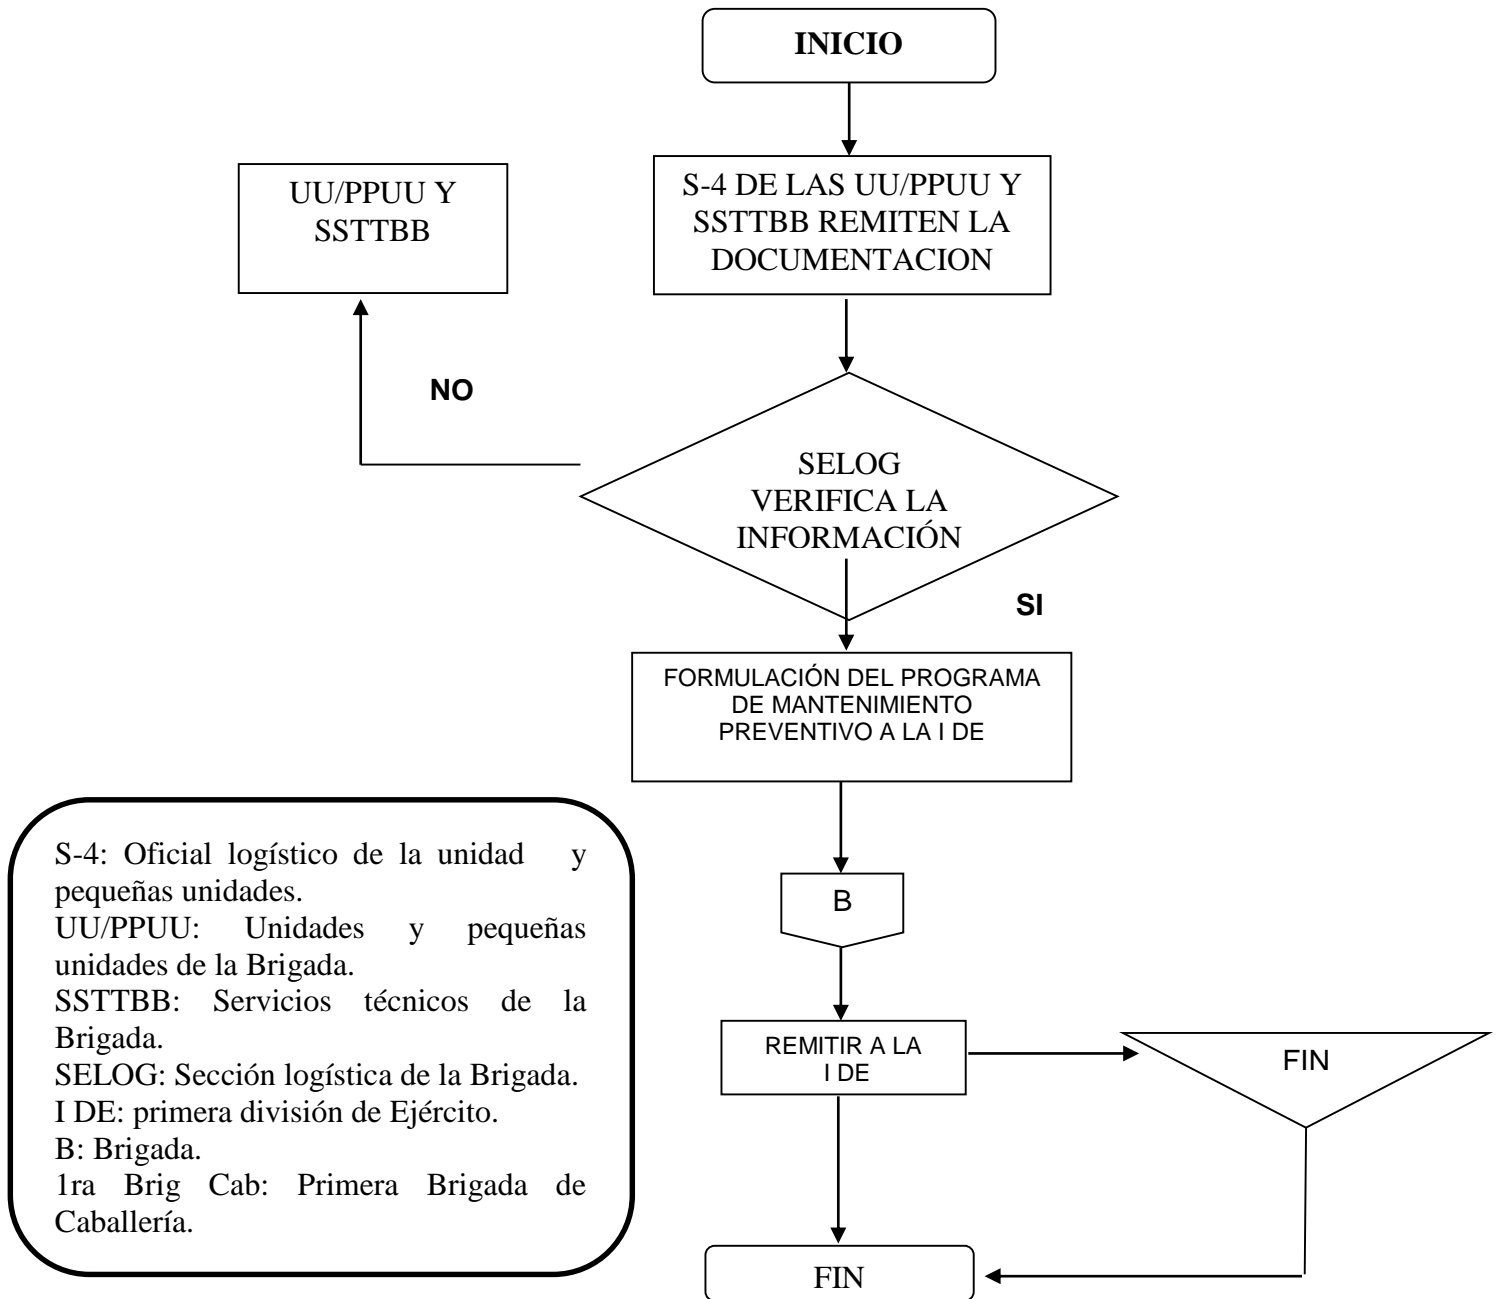 INICIO
S-4 DE LAS UU/PPUU Y
SSTTBB REMITEN LA
DOCUMENTACION
UU/PPUU Y
SSTTBB
NO
SELOG
VERIFICA LA
INFORMACIÓN
SI
FORMULACIÓN DEL PROGRAMA
DE MANTENIMIENTO
PREVENTIVO A LA I DE
B
REMITIR A LA
I DE
FIN
FIN
S-4: Oficial logístico de la unidad y
pequeñas unidades.
UU/PPUU: Unidades y pequeñas
unidades de la Brigada.
SSTTBB: Servicios técnicos de la
Brigada.
SELOG: Sección logística de la Brigada.
I DE: primera división de Ejército.
B: Brigada.
1ra Brig Cab: Primera Brigada de
Caballería.